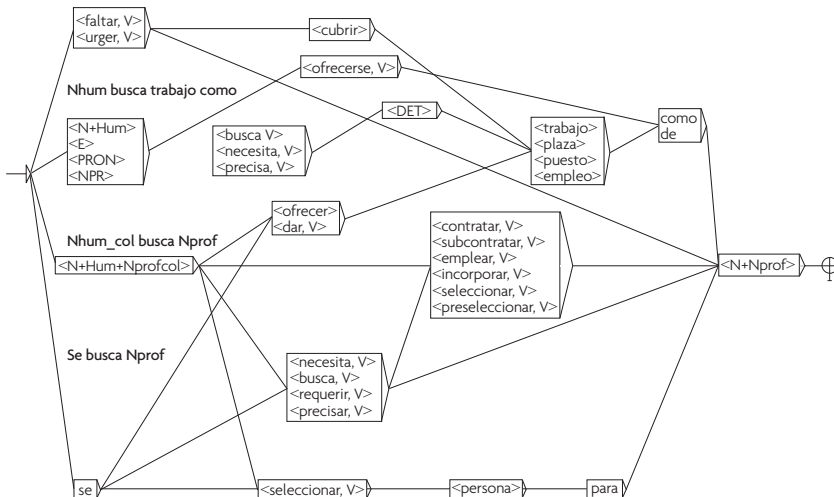 <faltar, V>
<urger, V>
<cubrir>
<ofrecerse, V>
Nhum busca trabajo como
<DET>
como
de
<N+Hum>
<E>
<PRON>
<NPR>
<busca V>
<necesita, V>
<precisa, V>
<trabajo>
<plaza>
<puesto>
<empleo>
<ofrecer>
<dar, V>
Nhum_col busca Nprof
<N+Hum+Nprofcol>
<contratar, V>
<subcontratar, V>
<emplear, V>
<incorporar, V>
<seleccionar, V>
<preseleccionar, V>
<N+Nprof>
Se busca Nprof
<necesita, V>
<busca, V>
<requerir, V>
<precisar, V>
se
<seleccionar, V>
<persona>
para